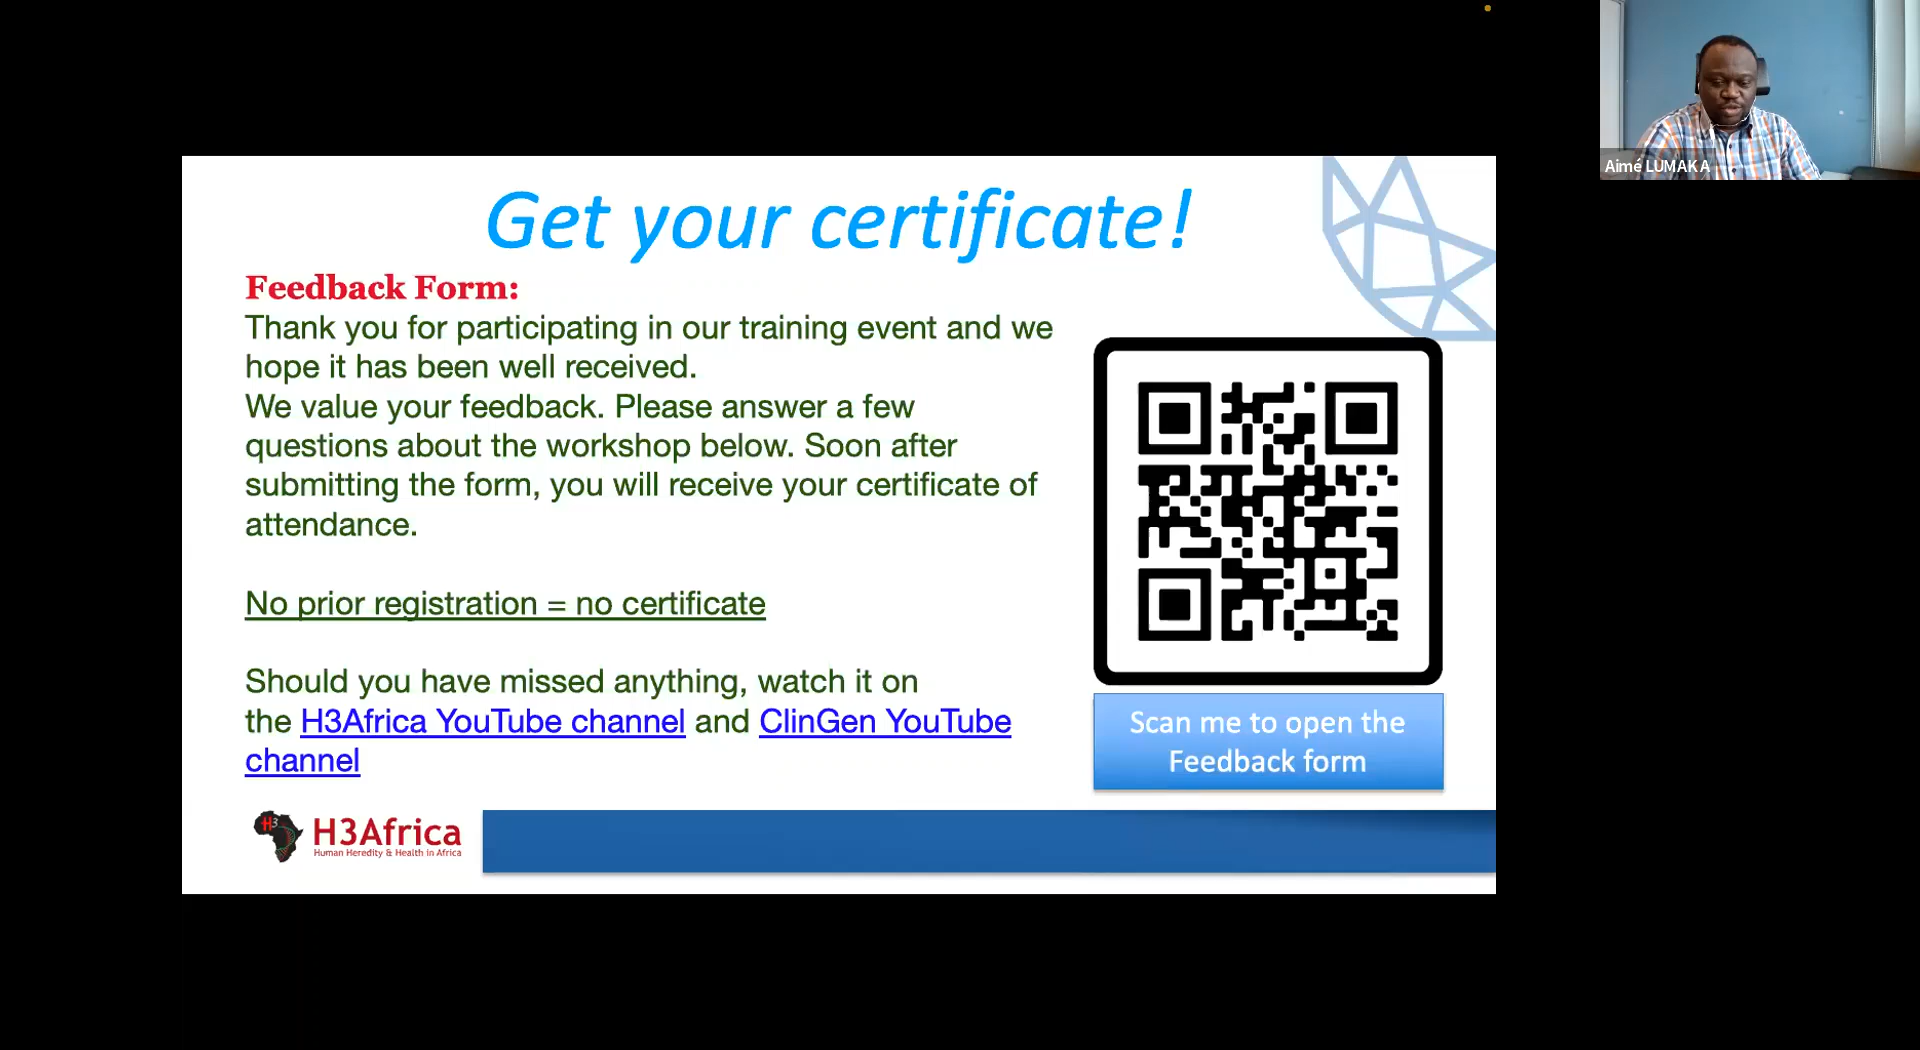 Get your certificate!
Feedback Form:
Thank you for participating in our training event and we
hope it has been well received.
We value your feedback. Please answer a few
questions about the workshop below. Soon after
submitting the form, you will receive your certificate of
attendance.
No prior registration = no certificate
Should you have missed anything, watch it on
the H3Africa YouTube channel and ClinGen YouTube
channel
Scan me to open the
Feedback form
H3
H3Africa
Human Heredity & Health in Africa
Aimé LUMAKA